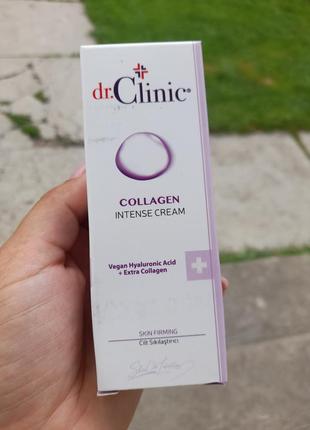 dr.Clinic®
COLLAGEN
INTENSE CREAM
Vegan Hyaluronic Acid
+ Extra Collagen
SKIN FIRMING
Cilt Sıkılaştırıcı